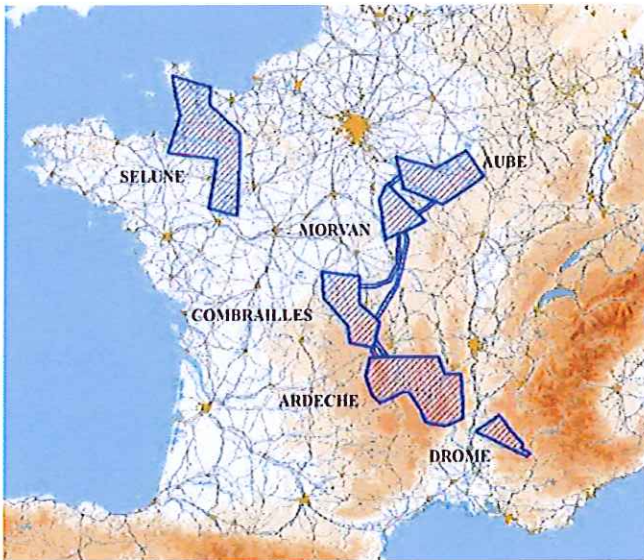 AUBE
SELUNE
MORVAN
COMBRAILLES
ARDECHE
DROME